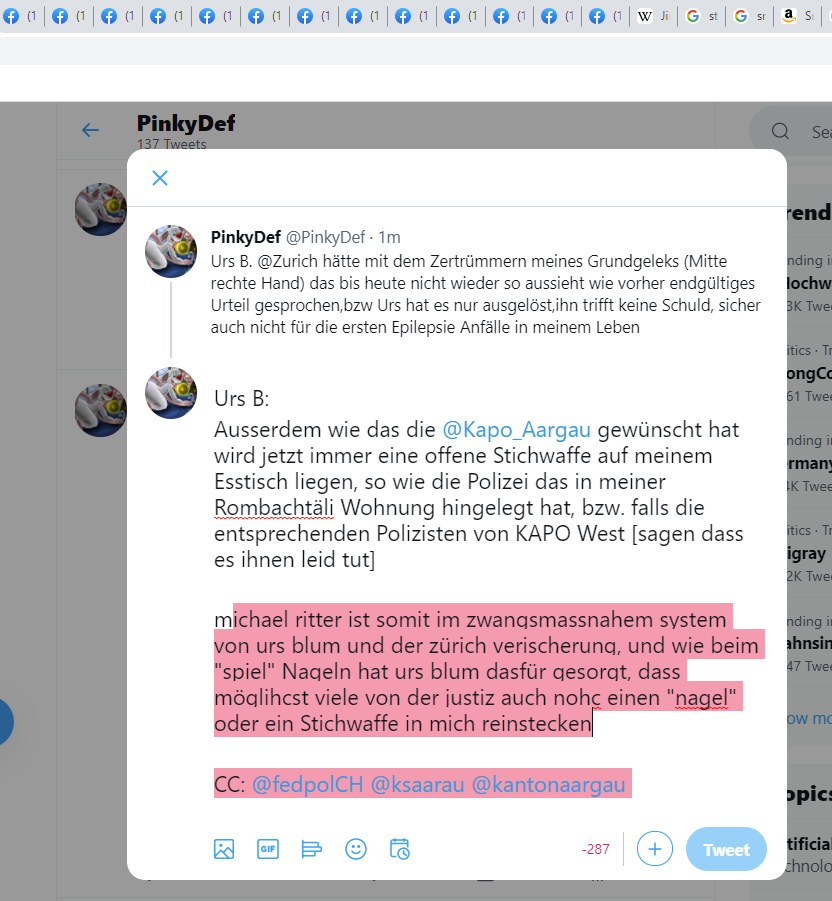 (1 (1 (1 (1 (1 (1 (1 (1 (1 (1 (1 (1 (1 Ji st sr Sr
PinkyDef
137 Tweets
Sea
PinkyDef @PinkyDef · 1m
Urs B. @Zurich hätte mit dem Zertrümmern meines Grundgeleks (Mitte
rechte Hand) das bis heute nicht wieder so aussieht wie vorher endgültiges
Urteil gesprochen,bzw Urs hat es nur ausgelöst,ihn trifft keine Schuld, sicher
auch nicht für die ersten Epilepsie Anfälle in meinem Leben
Urs B:
Ausserdem wie das die @Kapo_Aargau gewünscht hat
wird jetzt immer eine offene Stichwaffe auf meinem
Esstisch liegen, so wie die Polizei das in meiner
Rombachtäli Wohnung hingelegt hat, bzw. falls die
entsprechenden Polizisten von KAPO West [sagen dass
es ihnen leid tut]
michael ritter ist somit im zwangsmassnahem system
von urs blum und der zürich verischerung, und wie beim
"spiel" Nageln hat urs blum dasfür gesorgt, dass
möglihcst viele von der justiz auch nohc einen "nagel"
oder ein Stichwaffe in mich reinstecken
CC: @fedpolCH @ksaarau @kantonaargau
GIF
-287
Tweet
rend
nding in
Hochw
3K Twee
itics · Tr
ongCo
61 Twee
nding in
ermany
4K Twee
itics · Tr
igray
2K Twee
nding in
ahnsin
47 Twee
ow mo
opics
tificia
chnolo